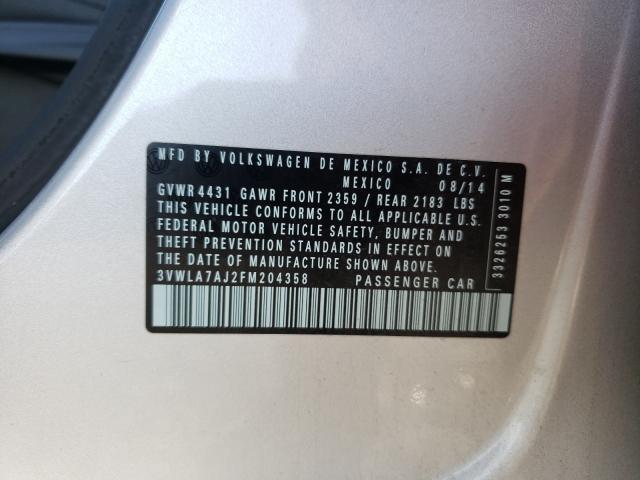 MFD BY VOLKSWAGEN DE MEXICO S.A. DE C.V.
MEXICO 08/14
GVWR 4431 GAWR FRONT 2359 / REAR 2183 LBS
THIS VEHICLE CONFORMS TO ALL APPLICABLE U.S.
FEDERAL MOTOR VEHICLE SAFETY, BUMPER AND
THEFT PREVENTION STANDARDS IN EFFECT ON
THE DATE OF MANUFACTURE SHOWN ABOVE
3VWLA7AJ2FM204358 PASSENGER CAR
3326253 3010 M